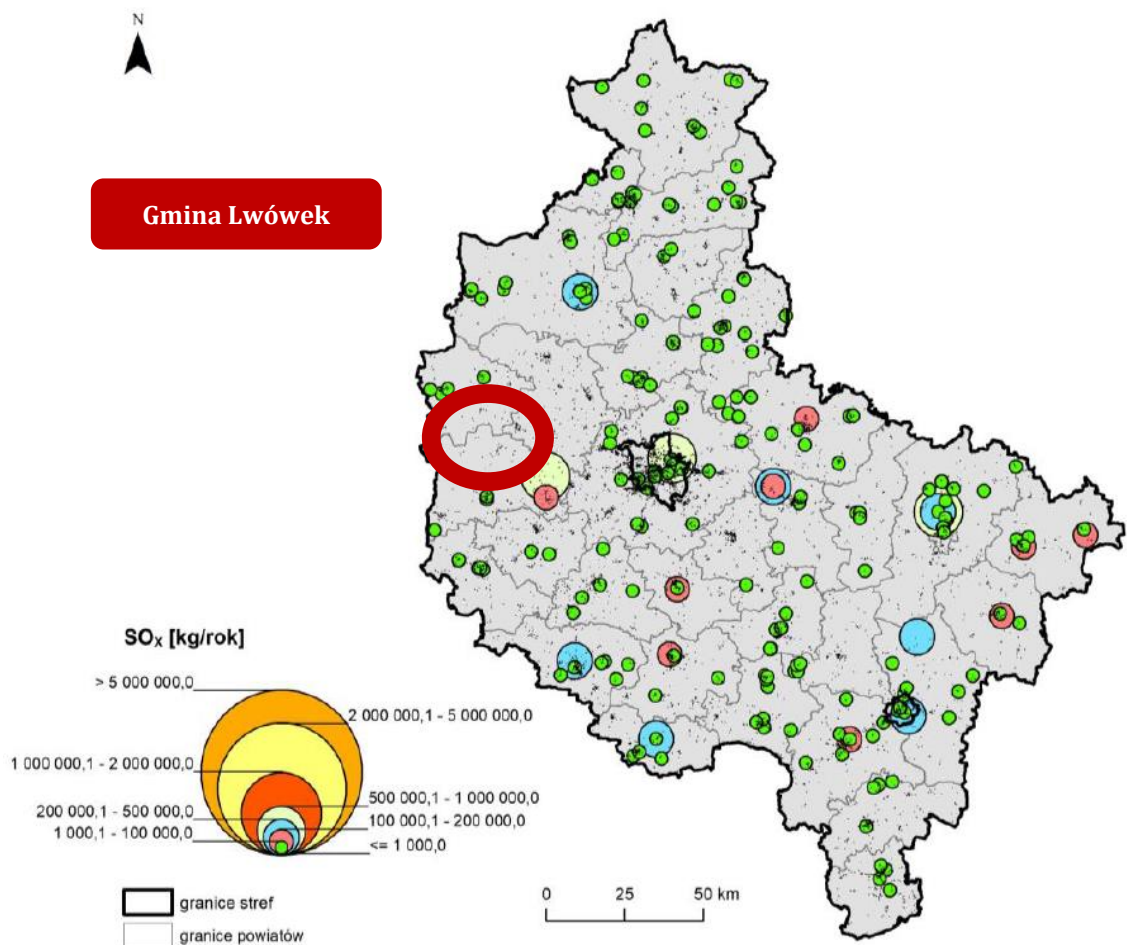 N
Gmina Lwówek
SOx [kg/rok]
> 5 000 000,0
2 000 000,1 - 5 000 000,0
1 000 000,1 - 2 000 000,0
500 000,1 - 1 000 000,0
200 000,1 - 500 000,0
100 000,1 - 200 000,0
1 000,1 - 100 000,0
<= 1 000,0
granice stref
granice powiatów
0 25 50 km